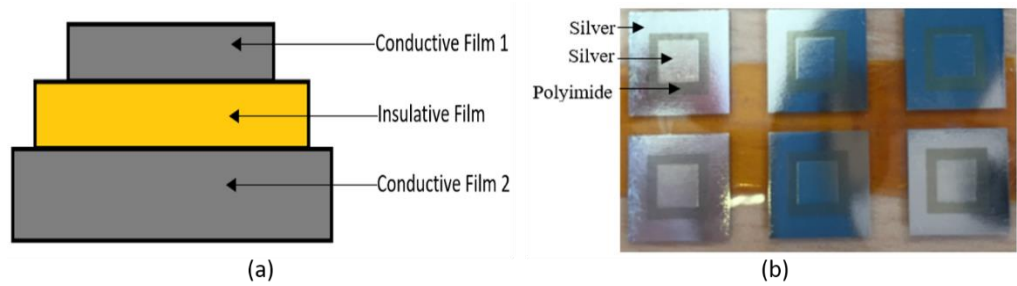 Conductive Film 1
Insulative Film
Conductive Film 2
(a)
Silver
Silver
Polyimide
(b)